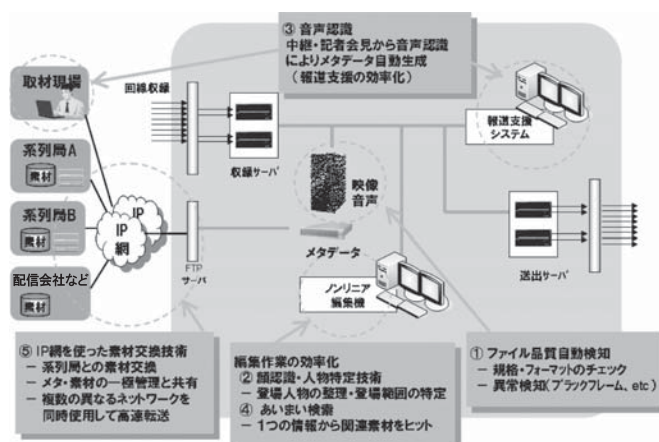 ③ 音声認識
中継・記者会見から音声認識
によりメタデータ自動生成
（報道支援の効率化）
取材現場
回線収録
報道支援
システム
収録サーバ
系列局A
素材
映像
音声
系列局B
素材
IP
IP
網
メタデータ
FTP
サーバ
送出サーバ
配信会社など
素材
ノンリニア
編集機
⑤ IP網を使った素材交換技術
－ 系列局との素材交換
－ メタ・素材の一極管理と共有
－ 複数の異なるネットワークを
同時使用して高速転送
編集作業の効率化
② 顔認識・人物特定技術
－ 登場人物の整理・登場範囲の特定
④ あいまい検索
－ 1つの情報から関連素材をヒット
① ファイル品質自動検知
－ 規格・フォーマットのチェック
－ 異常検知（ブラックフレーム、etc）